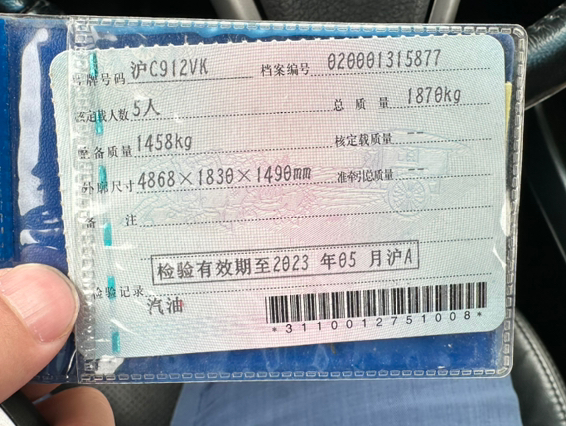 号牌号码 沪C912VK 档案编号 020001315877
核定载人数 5人 总质量 1870kg
整备质量 1458kg 核定载质量 --
外廓尺寸 4868×1830×1490mm 准牵引总质量 --
备注
检验有效期至2023 年05 月沪A
检验记录
汽油
*3110012751008*